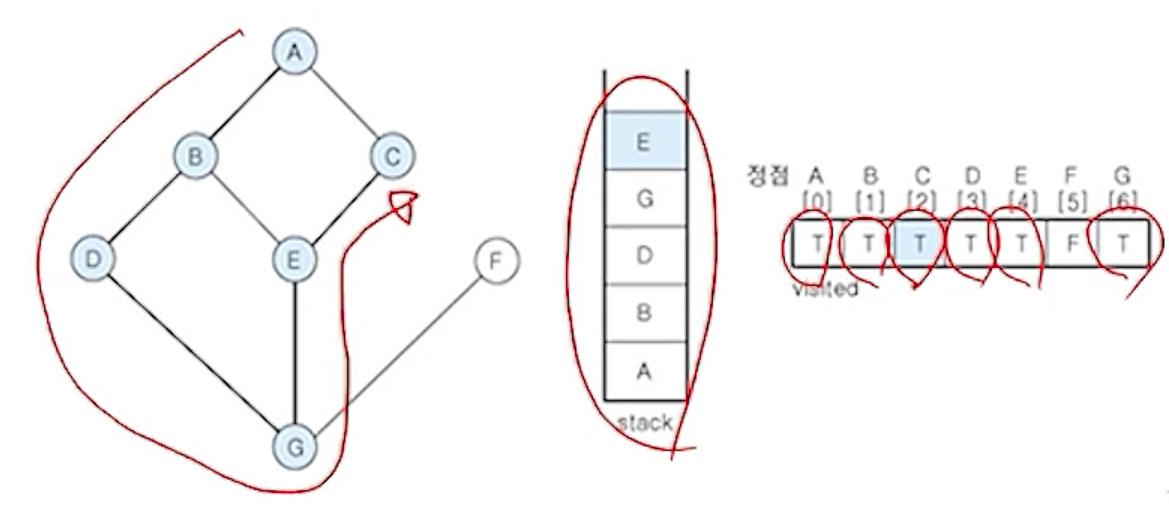 A
B
C
D
E
F
G
E
G
D
B
A
stack
정점 A B C D E F G
[0] [1] [2] [3] [4] [5] [6]
T T T T T F T
visited